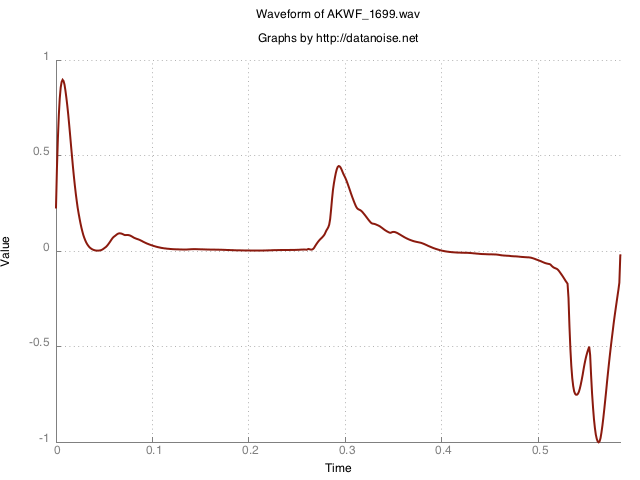 Waveform of AKWF_1699.wav
Graphs by http://datanoise.net
1
0.5
0
-0.5
-1
Value
0 0.1 0.2 0.3 0.4 0.5
Time